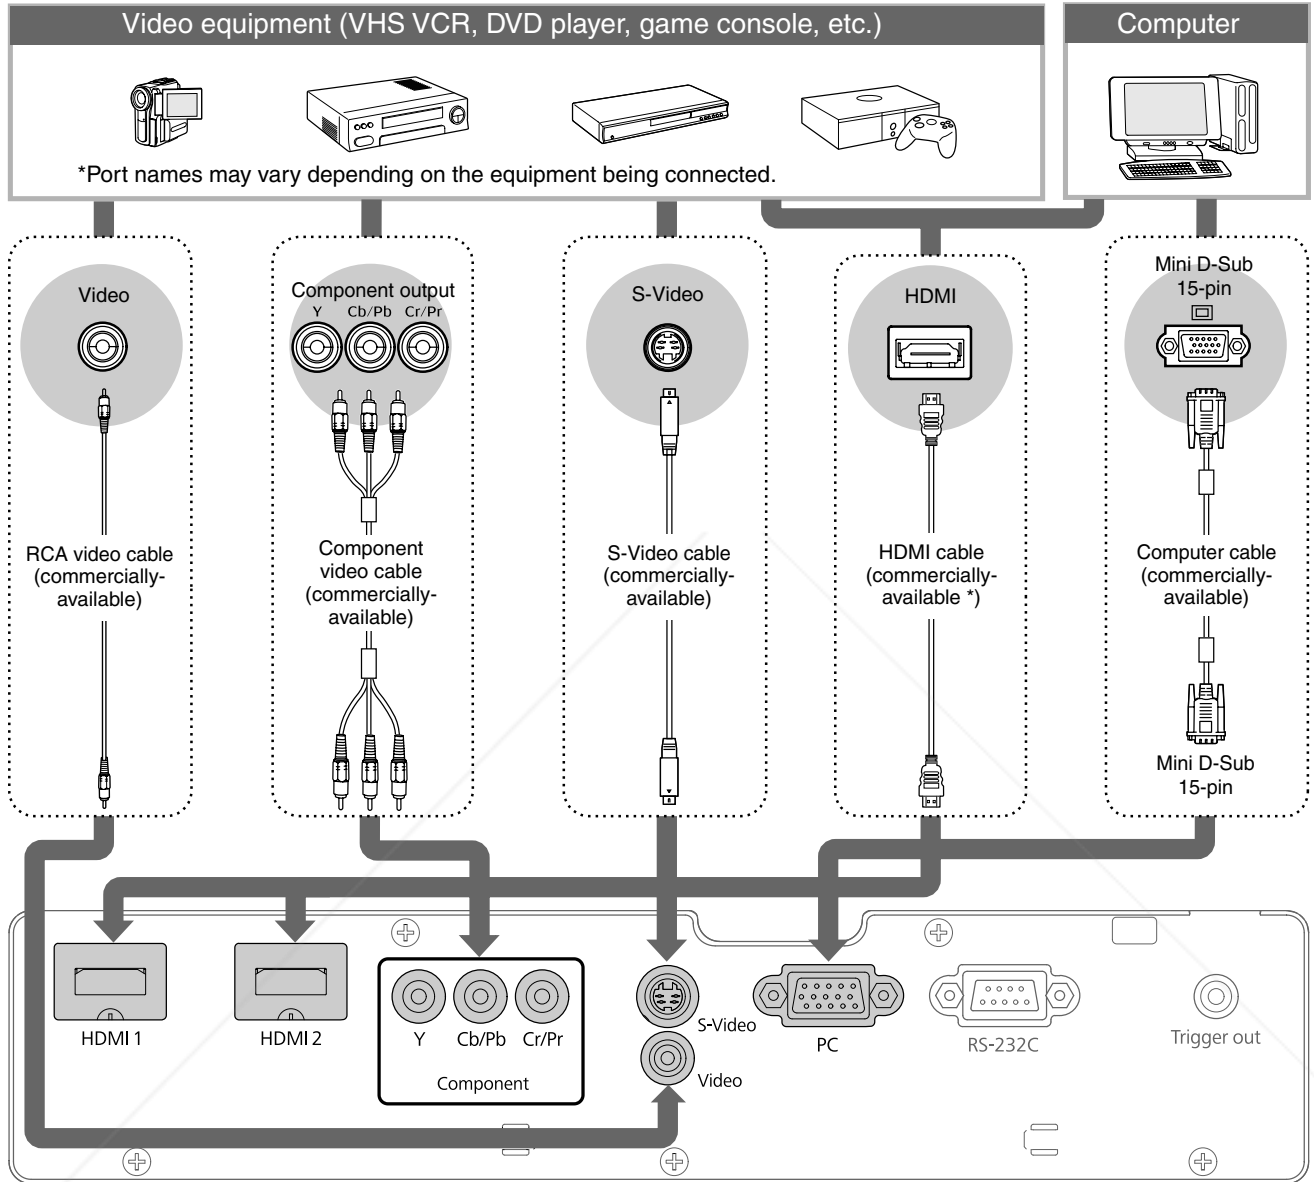 Video equipment (VHS VCR, DVD player, game console, etc.)
Computer
*Port names may vary depending on the equipment being connected.
Video
Component output
Y Cb/Pb Cr/Pr
S-Video
HDMI
Mini D-Sub
15-pin
RCA video cable
(commercially-
available)
Component
video cable
(commercially-
available)
S-Video cable
(commercially-
available)
HDMI cable
(commercially-
available *)
Computer cable
(commercially-
available)
Mini D-Sub
15-pin
HDMI 1
HDMI 2
Y Cb/Pb Cr/Pr
Component
S-Video
Video
PC
RS-232C
Trigger out